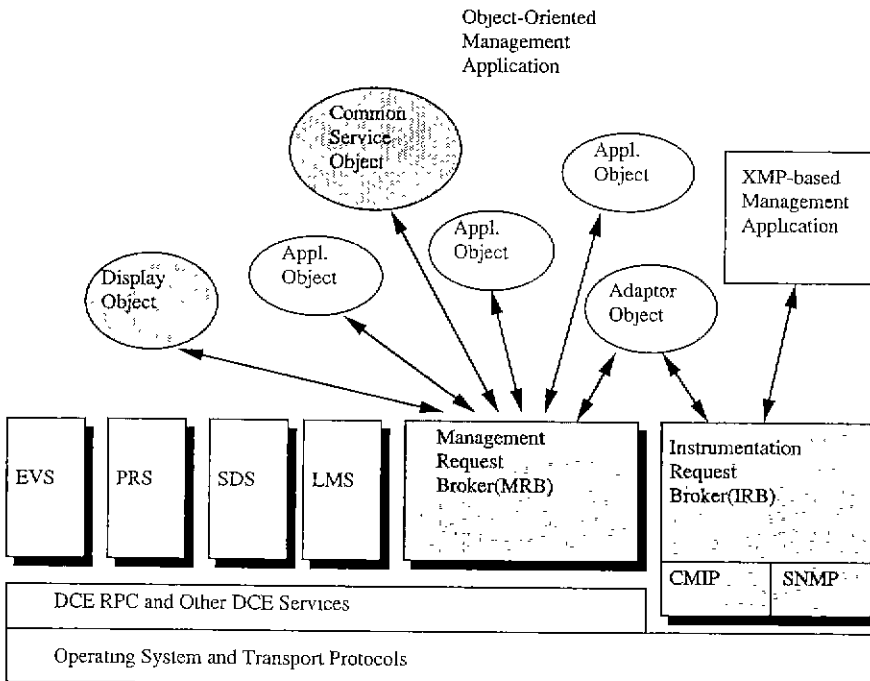 Object-Oriented
Management
Application
Common
Service
Object
Appl.
Object
XMP-based
Management
Application
Appl.
Object
Appl.
Object
Display
Object
Adaptor
Object
EVS
PRS
SDS
LMS
Management
Request
Broker(MRB)
Instrumentation
Request
Broker(IRB)
CMIP
SNMP
DCE RPC and Other DCE Services
Operating System and Transport Protocols